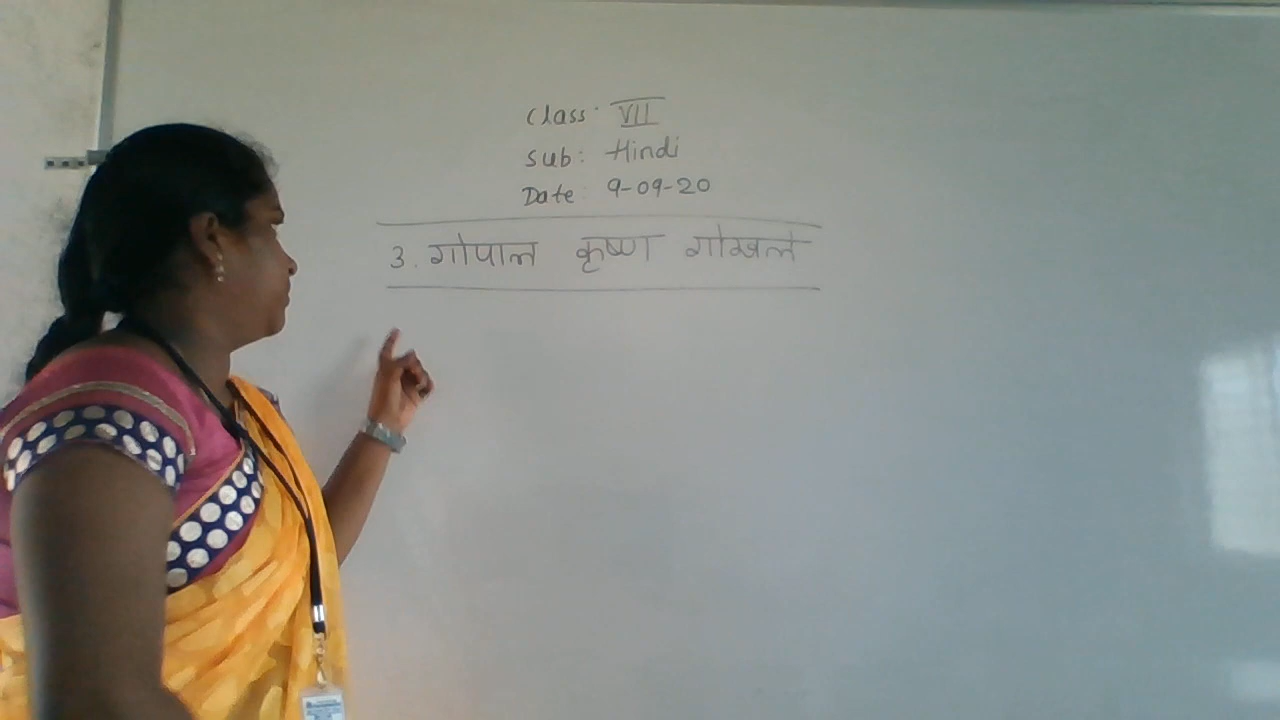 Class: VII
Sub: Hindi
Date: 9-09-20
3. गोपाल कृष्ण गोखले